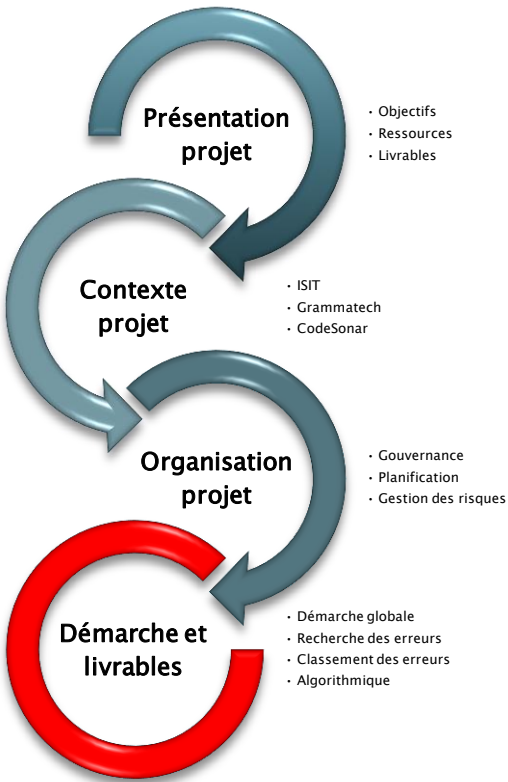 Présentation
projet
• Objectifs
• Ressources
• Livrables
Contexte
projet
• ISIT
• Grammatech
• CodeSonar
Organisation
projet
• Gouvernance
• Planification
• Gestion des risques
Démarche et
livrables
• Démarche globale
• Recherche des erreurs
• Classement des erreurs
• Algorithmique